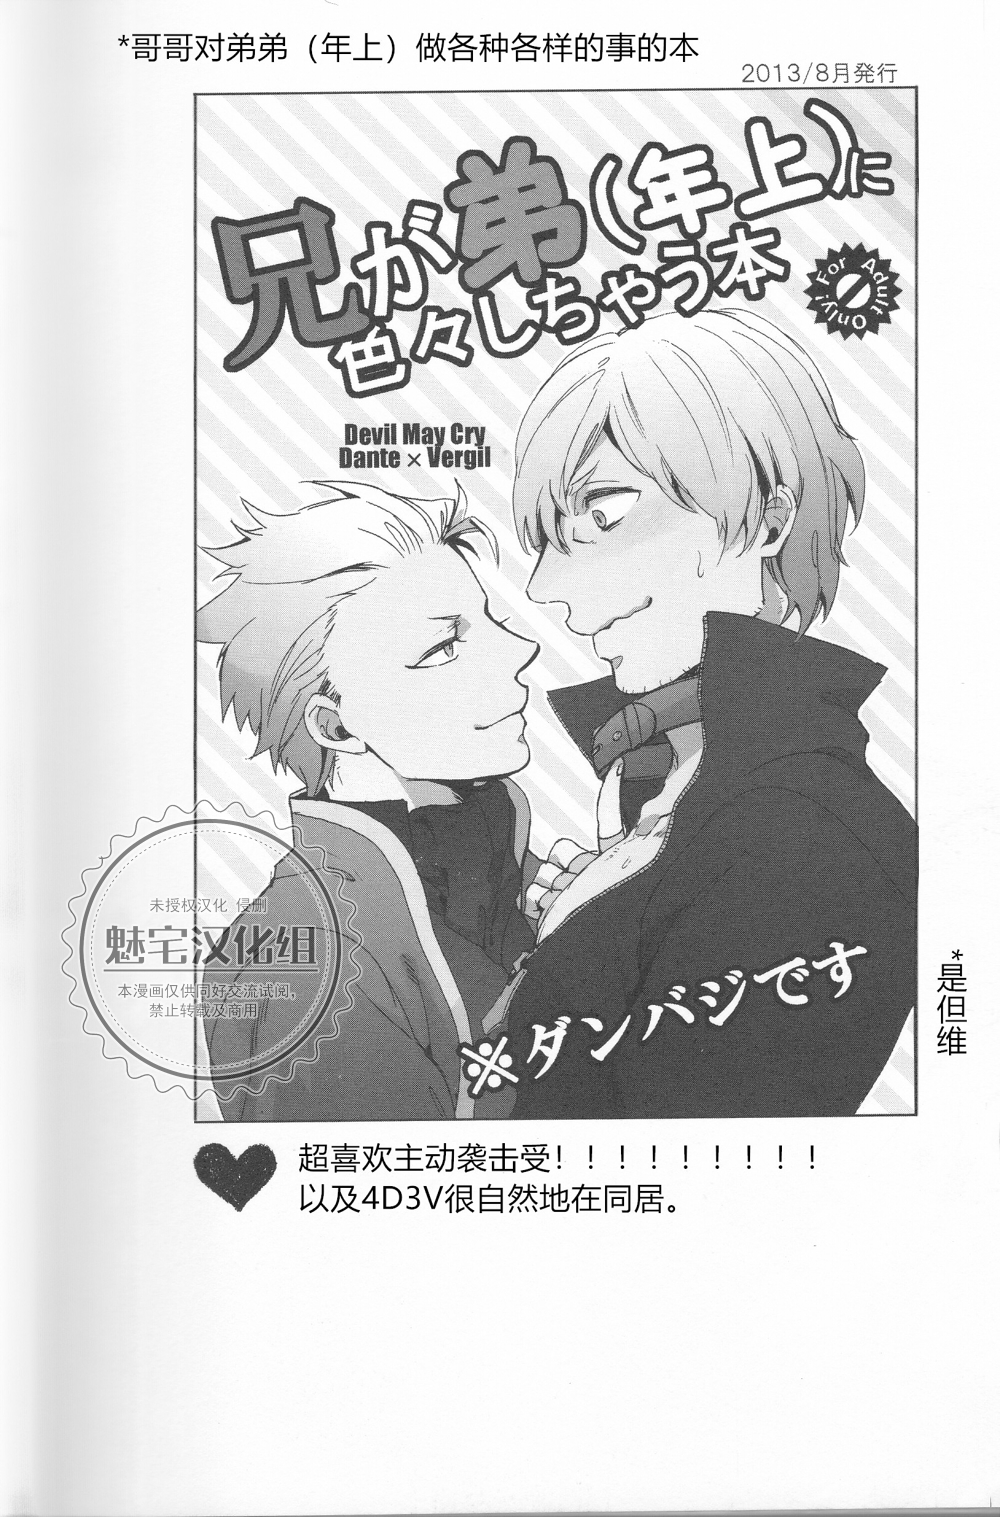 *哥哥对弟弟（年上）做各种各样的事的本
2013/8月発行
兄が弟(年上)に
色々しちゃう本
For Adult Only!
Devil May Cry
Dante × Vergil
未授权汉化 侵删
魅宅汉化组
本漫画仅供同好交流试阅，
禁止转载及商用
※ダンバジです
*是但维
超喜欢主动袭击受！！！！！！！！！
以及4D3V很自然地在同居。